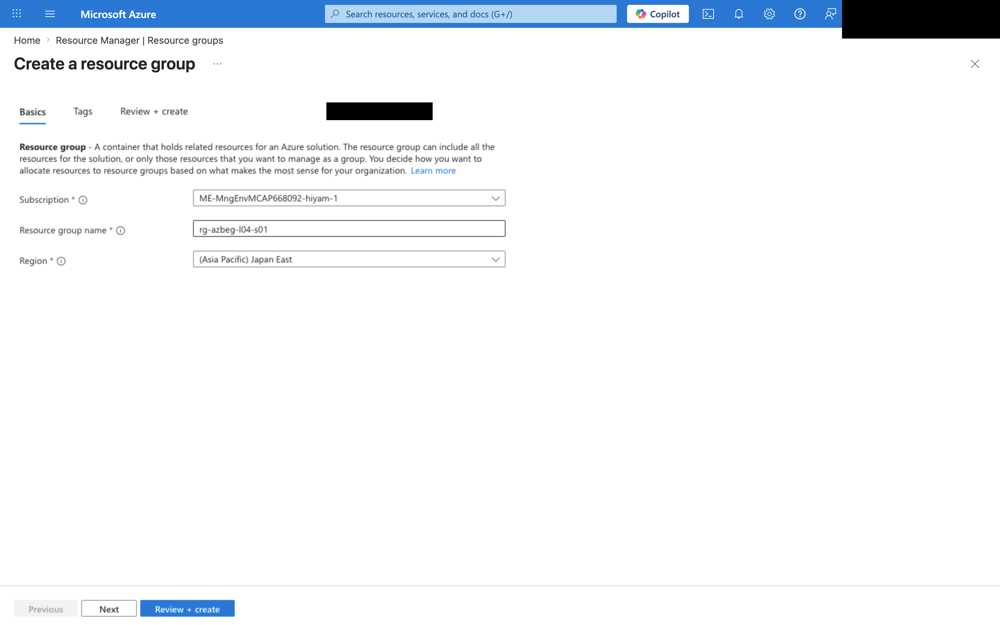 Microsoft Azure
Search resources, services, and docs (G+/)
Copilot
Home > Resource Manager | Resource groups
Create a resource group ...
Basics Tags Review + create
Resource group - A container that holds related resources for an Azure solution. The resource group can include all the
resources for the solution, or only those resources that you want to manage as a group. You decide how you want to
allocate resources to resource groups based on what makes the most sense for your organization. Learn more
Subscription * ME-MngEnvMCAP668092-hiyam-1
Resource group name * rg-azbeg-l04-s01
Region * (Asia Pacific) Japan East
Previous Next Review + create